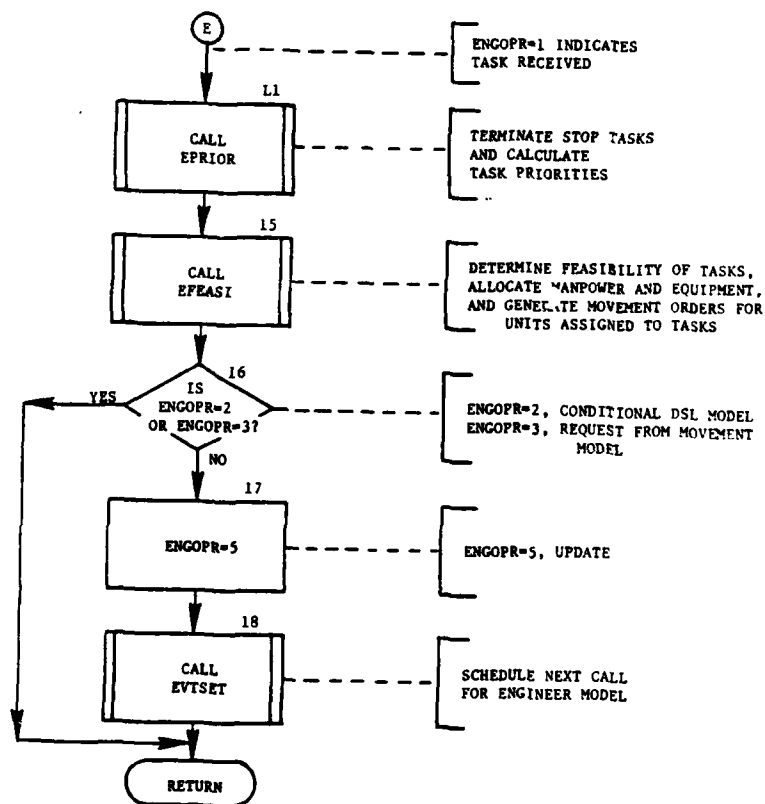 E
ENGOPR=1 INDICATES
TASK RECEIVED
L1
CALL
EPRIOR
TERMINATE STOP TASKS
AND CALCULATE
TASK PRIORITIES
15
CALL
EFEASI
DETERMINE FEASIBILITY OF TASKS,
ALLOCATE MANPOWER AND EQUIPMENT,
AND GENERATE MOVEMENT ORDERS FOR
UNITS ASSIGNED TO TASKS
16
YES
IS
ENGOPR=2
OR ENGOPR=3?
NO
ENGOPR=2, CONDITIONAL DSL MODEL
ENGOPR=3, REQUEST FROM MOVEMENT
MODEL
17
ENGOPR=5
ENGOPR=5, UPDATE
18
CALL
EVTSET
SCHEDULE NEXT CALL
FOR ENGINEER MODEL
RETURN